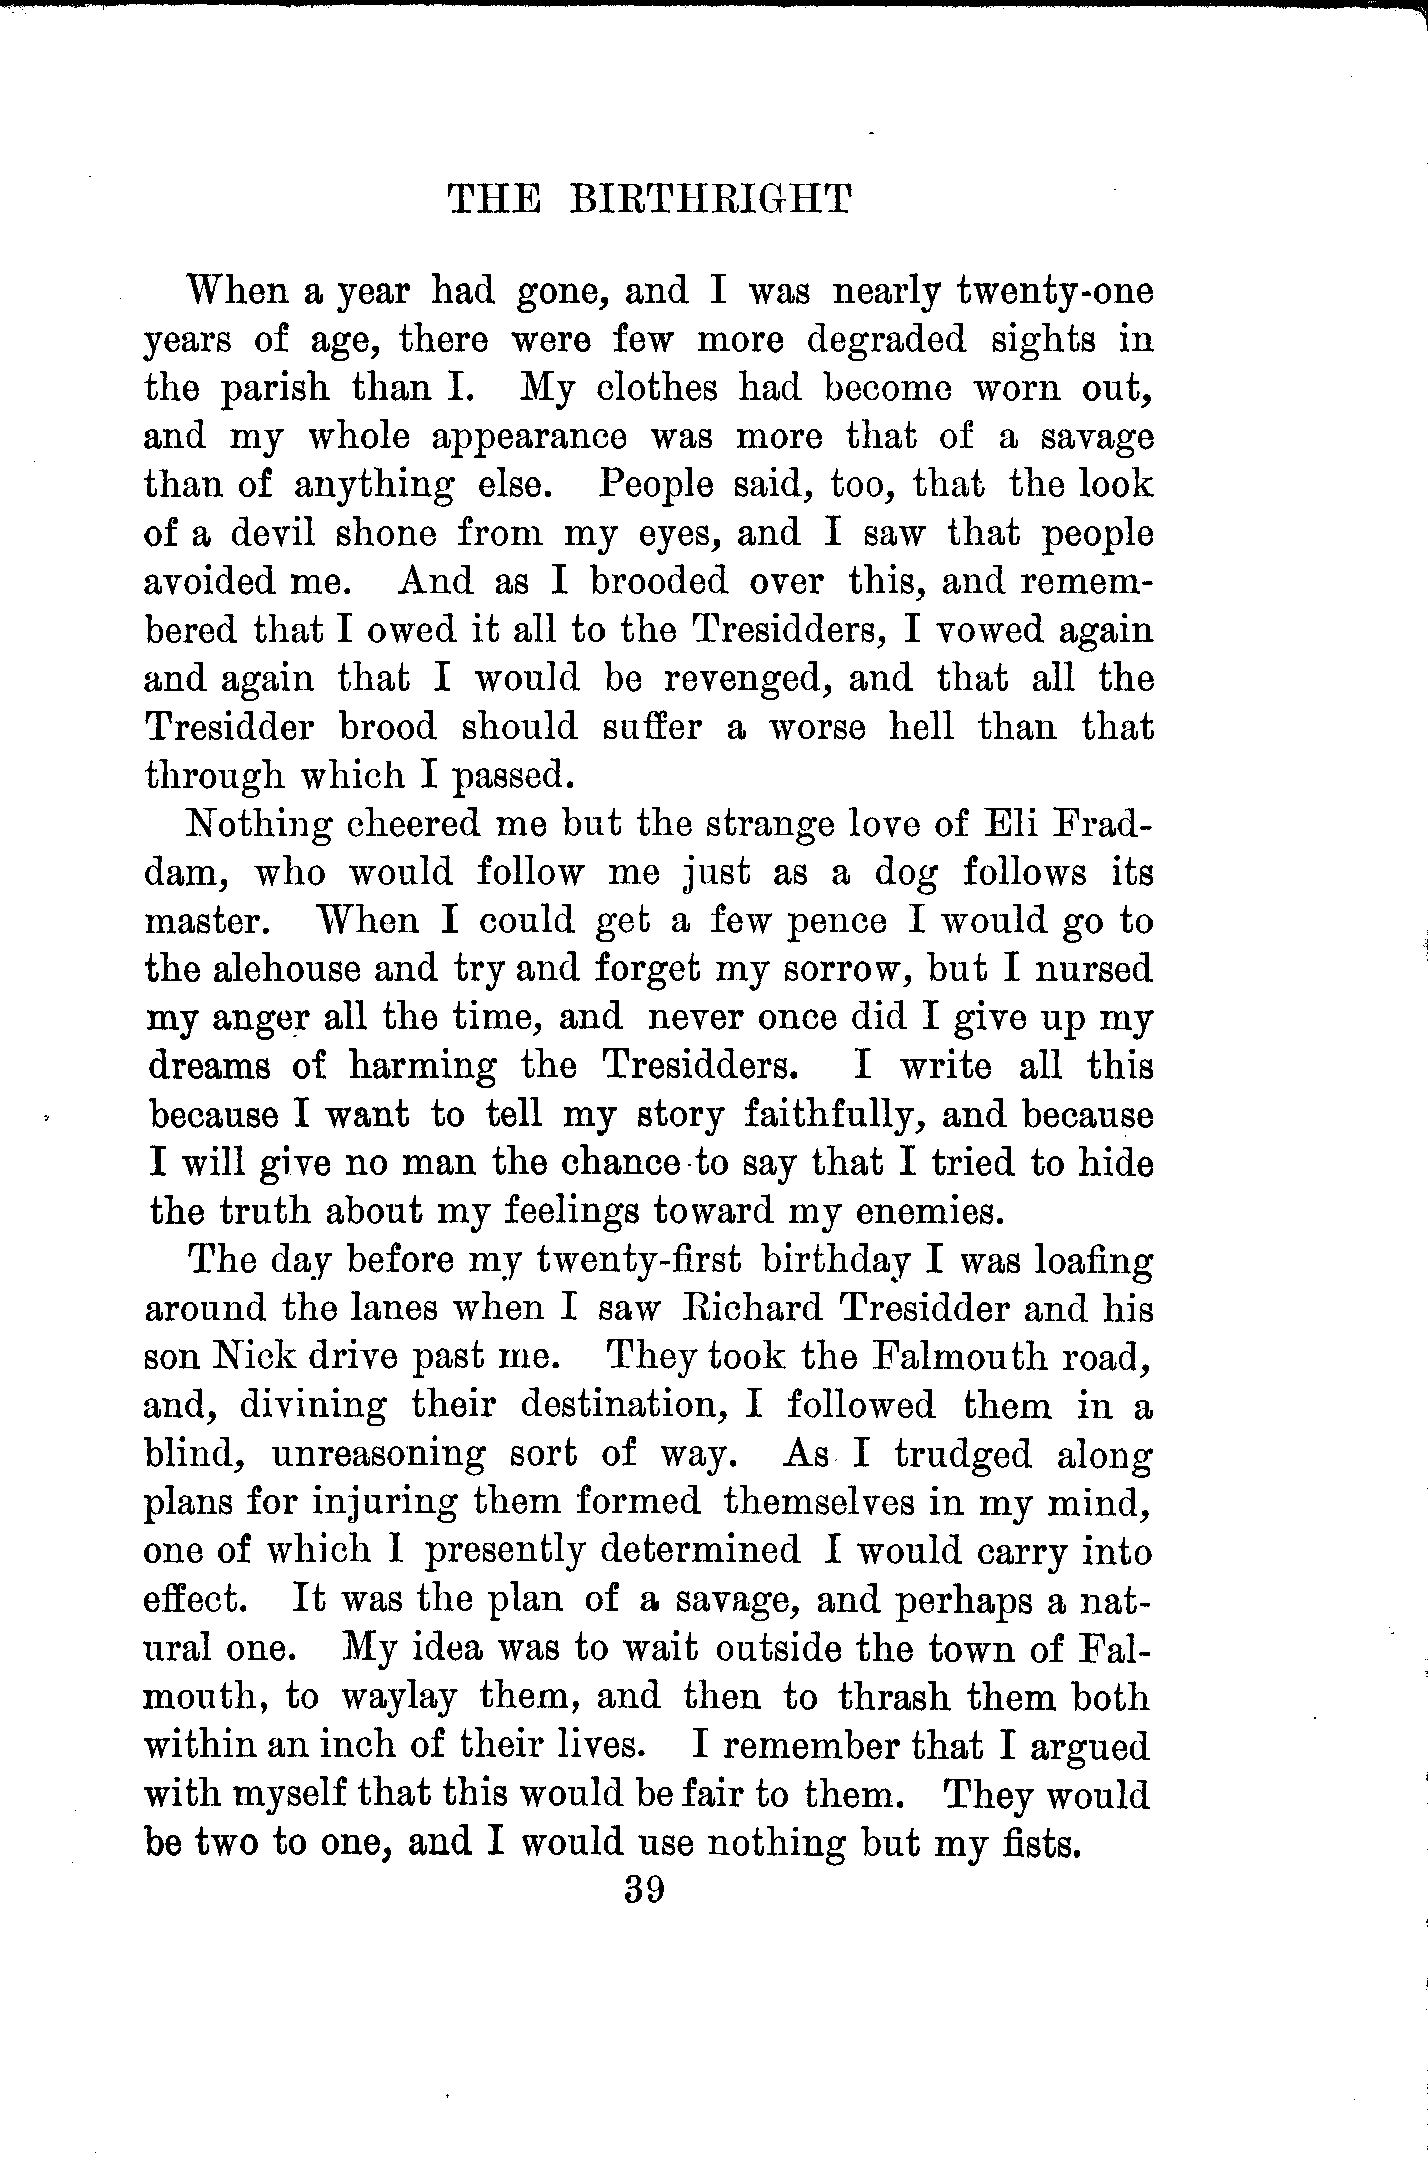 THE BIRTHRIGHT
When a year had gone, and I was nearly twenty-one
years of age, there were few more degraded sights in
the parish than I. My clothes had become worn out,
and my whole appearance was more that of a savage
than of anything else. People said, too, that the look
of a devil shone from my eyes, and I saw that people
avoided me. And as I brooded over this, and remem-
bered that I owed it all to the Tresidders, I vowed again
and again that I would be revenged, and that all the
Tresidder brood should suffer a worse hell than that
through which I passed.
Nothing cheered me but the strange love of Eli Frad-
dam, who would follow me just as a dog follows its
master. When I could get a few pence I would go to
the alehouse and try and forget my sorrow, but I nursed
my anger all the time, and never once did I give up my
dreams of harming the Tresidders. I write all this
because I want to tell my story faithfully, and because
I will give no man the chance to say that I tried to hide
the truth about my feelings toward my enemies.
The day before my twenty-first birthday I was loafing
around the lanes when I saw Richard Tresidder and his
son Nick drive past me. They took the Falmouth road,
and, divining their destination, I followed them in a
blind, unreasoning sort of way. As I trudged along
plans for injuring them formed themselves in my mind,
one of which I presently determined I would carry into
effect. It was the plan of a savage, and perhaps a nat-
ural one. My idea was to wait outside the town of Fal-
mouth, to waylay them, and then to thrash them both
within an inch of their lives. I remember that I argued
with myself that this would be fair to them. They would
be two to one, and I would use nothing but my fists.
39